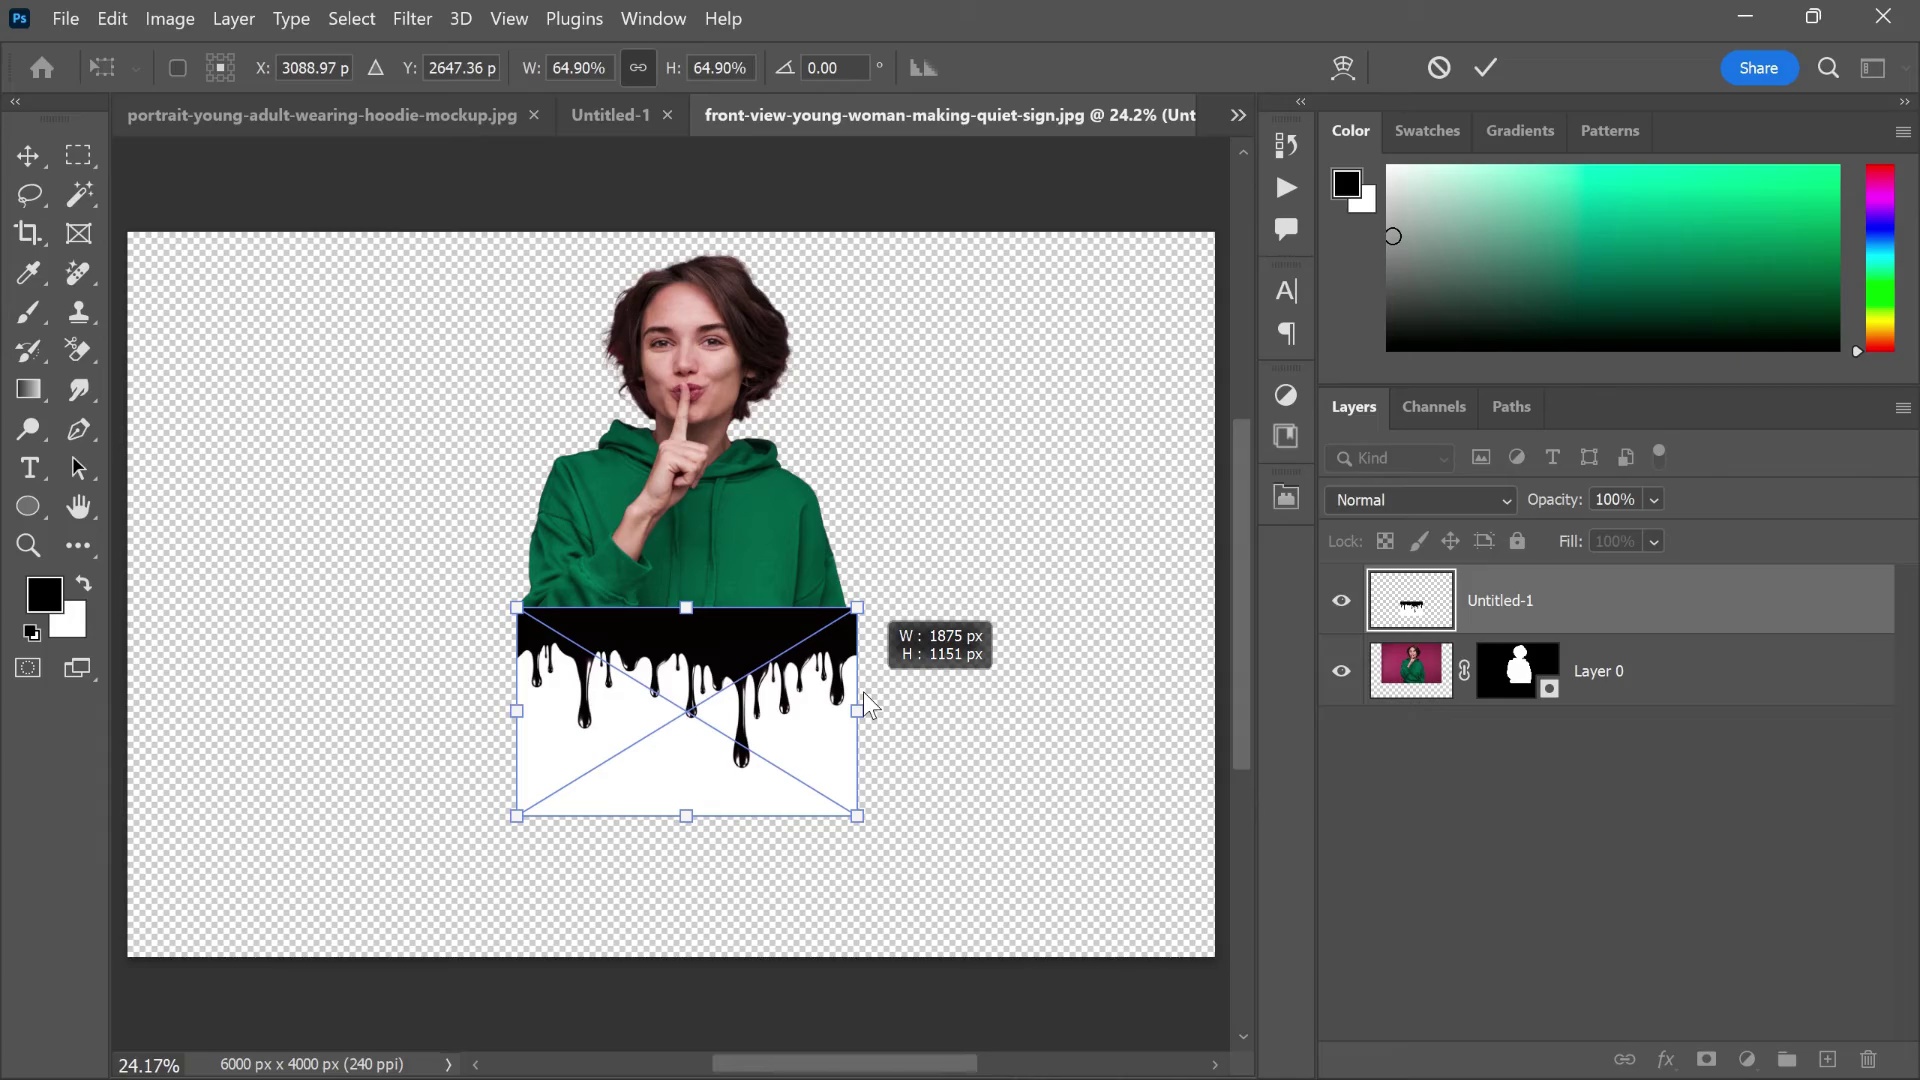 Ps File Edit Image Layer Type Select Filter 3D View Plugins Window Help
X: 3088.97 p Y: 2647.36 p W: 64.90% H: 64.90% 0.00 ° Share
portrait-young-adult-wearing-hoodie-mockup.jpg × Untitled-1 × front-view-young-woman-making-quiet-sign.jpg @ 24.2% (Unt
Color Swatches Gradients Patterns
Layers Channels Paths
Kind
Normal Opacity: 100%
Lock: Fill: 100%
Untitled-1
W : 1875 px
H : 1151 px
Layer 0
24.17% 6000 px x 4000 px (240 ppi)